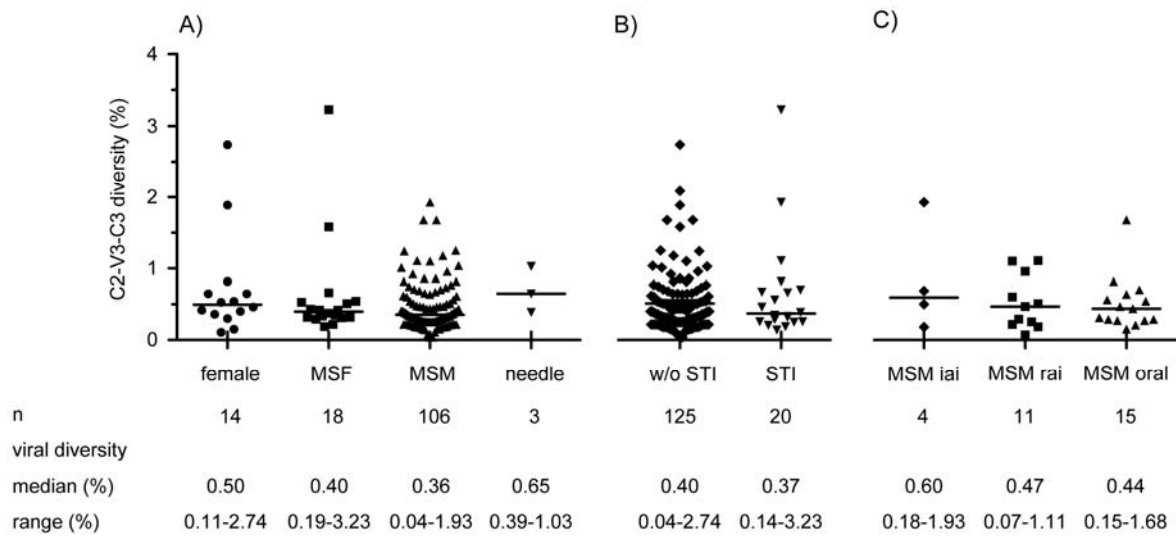 A)
B)
C)
C2-V3-C3 diversity (%)
4
3
2
1
0
female MSF MSM needle w/o STI STI MSM iai MSM rai MSM oral
n
14 18 106 3 125 20 4 11 15
viral diversity
median (%) 0.50 0.40 0.36 0.65 0.40 0.37 0.60 0.47 0.44
range (%) 0.11-2.74 0.19-3.23 0.04-1.93 0.39-1.03 0.04-2.74 0.14-3.23 0.18-1.93 0.07-1.11 0.15-1.68